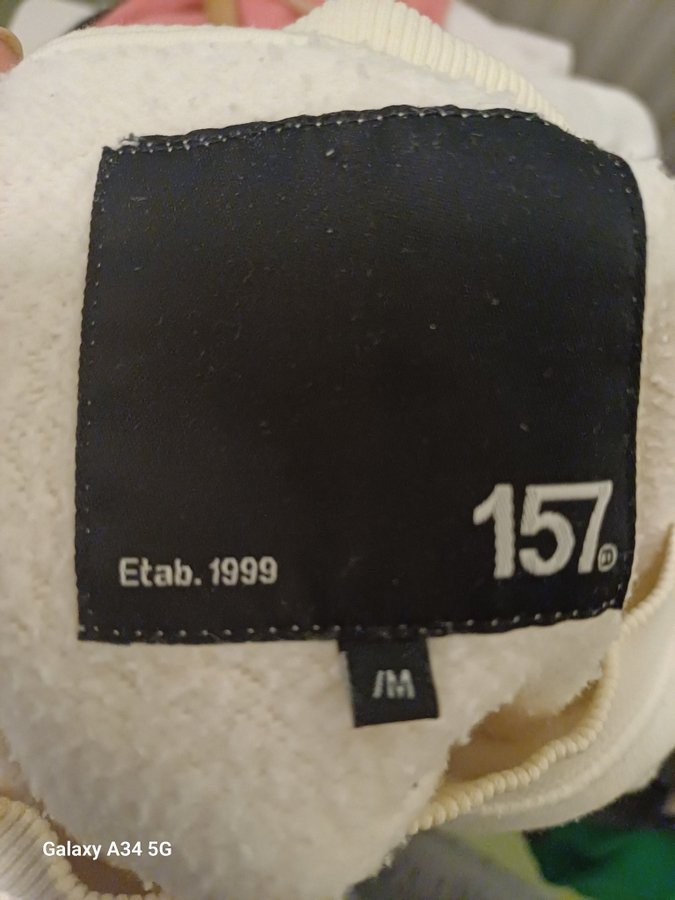 157.
Etab. 1999
/M
Galaxy A34 5G